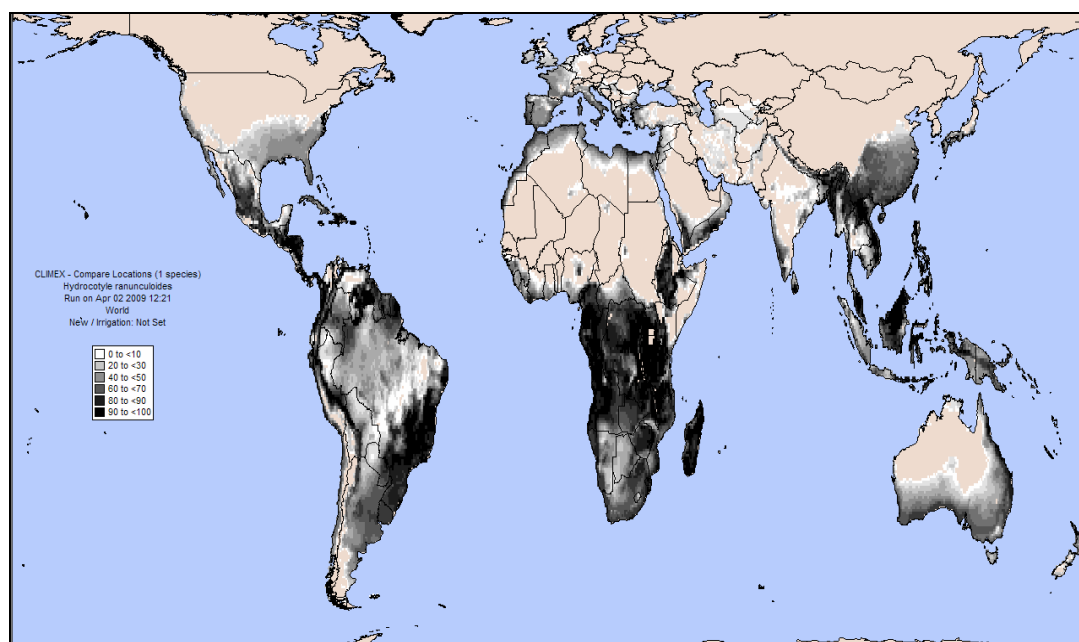 CLIMEX - Compare Locations (1 species)
Hydrocotyle ranunculoides
Run on Apr 02 2009 12:21
World
New / Irrigation: Not Set
0 to <10
20 to <30
40 to <50
60 to <70
80 to <90
90 to <100